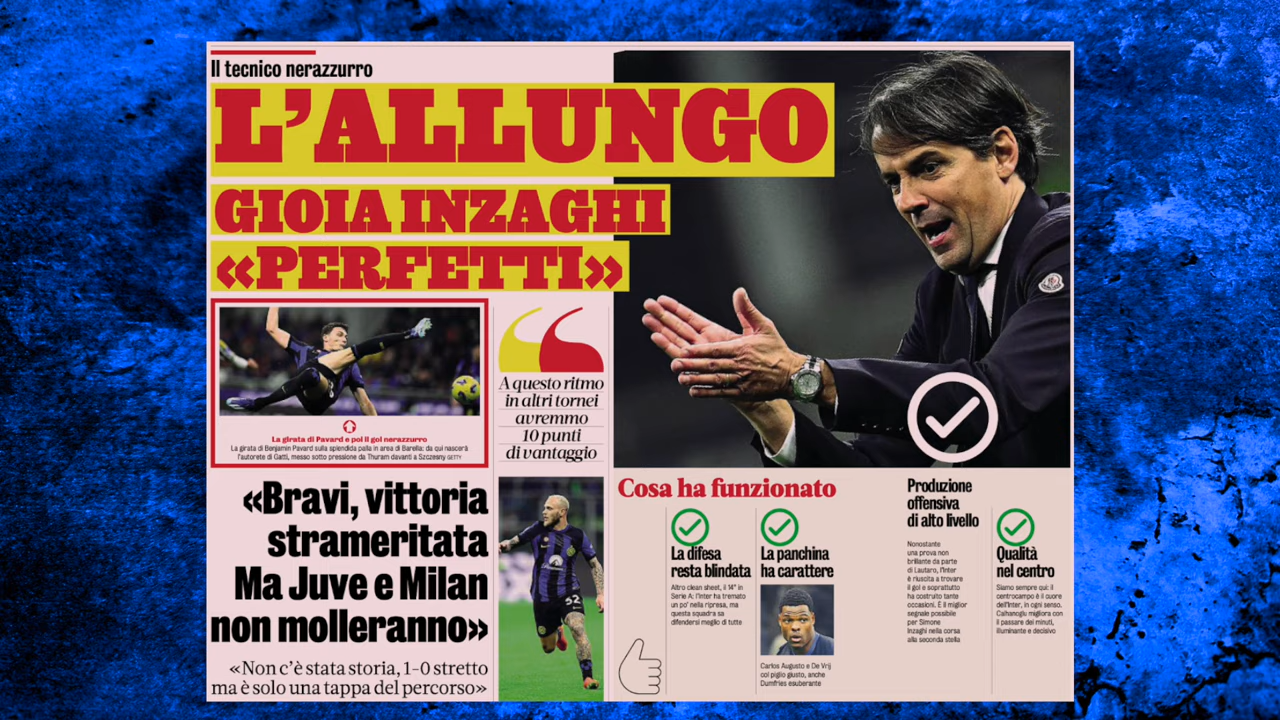 Il tecnico nerazzurro
L'ALLUNGO
GIOIA INZAGHI
«PERFETTI»
La girata di Pavard e poi il gol nerazzurro
La girata di Benjamin Pavard sulla splendida palla in area di Barella: da qui nascerà
l'autorete di Gatti, messo sotto pressione da Thuram davanti a Szczesny GETTY
A questo ritmo
in altri tornei
avremmo
10 punti
di vantaggio
«Bravi, vittoria
strameritata
Ma Juve e Milan
non molleranno»
«Non c'è stata storia, 1-0 stretto
ma è solo una tappa del percorso»
32
Cosa ha funzionato
La difesa
resta blindata
Altro clean sheet, il 14° in
Serie A: l'Inter ha tremato
un po' nella ripresa, ma
questa squadra sa
difendersi meglio di tutte
La panchina
ha carattere
Carlos Augusto e De Vrij
col piglio giusto, anche
Dumfries esuberante
Produzione
offensiva
di alto livello
Nonostante
una prova non
brillante da parte
di Lautaro, l'Inter
è riuscita a trovare
il gol e soprattutto
ha costruito tante
occasioni. È il miglior
segnale possibile
per Simone
Inzaghi nella corsa
alla seconda stella
Qualità
nel centro
Siamo sempre qui: il
centrocampo è il cuore
dell'Inter, in ogni senso.
Calhanoglu migliora con
il passare dei minuti,
illuminante e decisivo